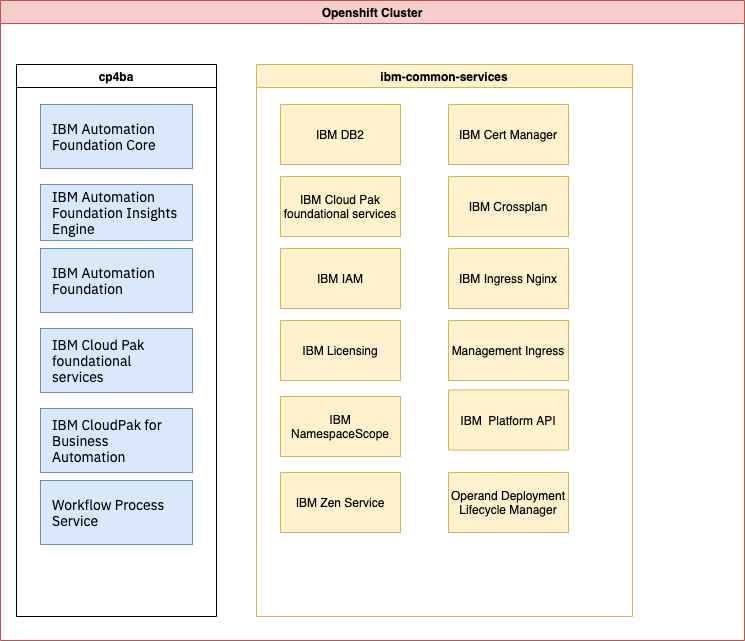 Openshift Cluster
cp4ba
IBM Automation
Foundation Core
IBM Automation
Foundation Insights
Engine
IBM Automation
Foundation
IBM Cloud Pak
foundational
services
IBM CloudPak for
Business
Automation
Workflow Process
Service
ibm-common-services
IBM DB2
IBM Cert Manager
IBM Cloud Pak
foundational services
IBM Crossplan
IBM IAM
IBM Ingress Nginx
IBM Licensing
Management Ingress
IBM
NamespaceScope
IBM  Platform API
IBM Zen Service
Operand Deployment
Lifecycle Manager